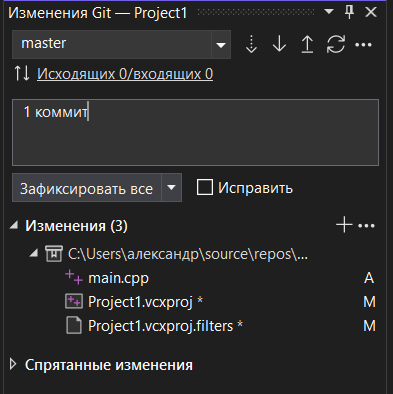 Изменения Git — Project1
master
Исходящих 0/входящих 0
1 коммит
Зафиксировать все
Исправить
Изменения (3)
C:\Users\александр\source\repos\...
main.cpp A
Project1.vcxproj * M
Project1.vcxproj.filters * M
Спрятанные изменения